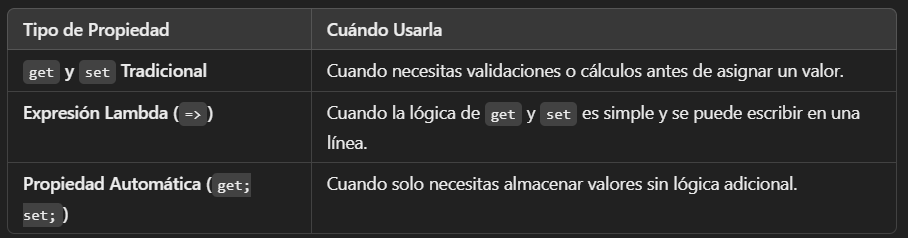 Tipo de Propiedad Cuándo Usarla
get y set Tradicional Cuando necesitas validaciones o cálculos antes de asignar un valor.
Expresión Lambda (=>) Cuando la lógica de get y set es simple y se puede escribir en una
línea.
Propiedad Automática (get; Cuando solo necesitas almacenar valores sin lógica adicional.
set;)